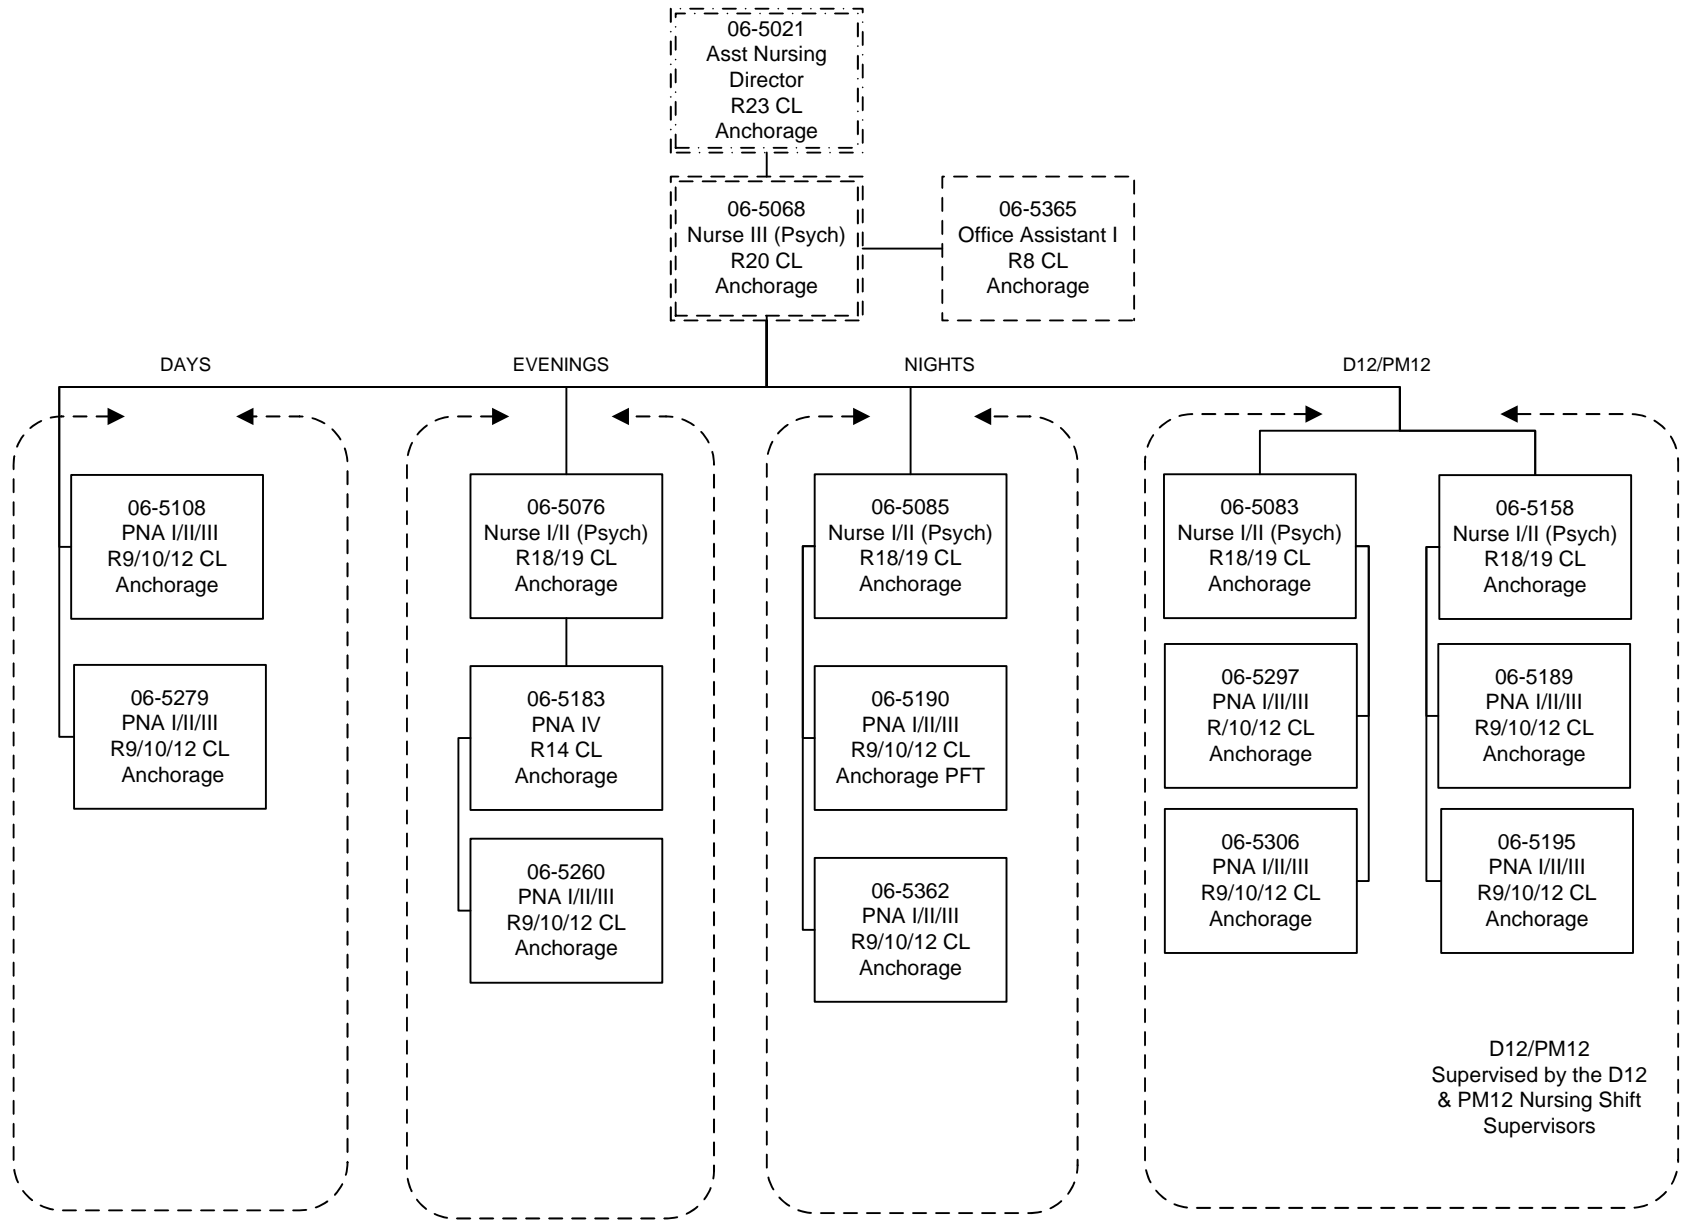 06-5021
Asst Nursing
Director
R23 CL
Anchorage
06-5068
Nurse III (Psych)
R20 CL
Anchorage
06-5365
Office Assistant I
R8 CL
Anchorage
DAYS
EVENINGS
NIGHTS
D12/PM12
06-5108
PNA I/II/III
R9/10/12 CL
Anchorage
06-5279
PNA I/II/III
R9/10/12 CL
Anchorage
06-5076
Nurse I/II (Psych)
R18/19 CL
Anchorage
06-5183
PNA IV
R14 CL
Anchorage
06-5260
PNA I/II/III
R9/10/12 CL
Anchorage
06-5085
Nurse I/II (Psych)
R18/19 CL
Anchorage
06-5190
PNA I/II/III
R9/10/12 CL
Anchorage PFT
06-5362
PNA I/II/III
R9/10/12 CL
Anchorage
06-5083
Nurse I/II (Psych)
R18/19 CL
Anchorage
06-5297
PNA I/II/III
R/10/12 CL
Anchorage
06-5306
PNA I/II/III
R9/10/12 CL
Anchorage
06-5158
Nurse I/II (Psych)
R18/19 CL
Anchorage
06-5189
PNA I/II/III
R9/10/12 CL
Anchorage
06-5195
PNA I/II/III
R9/10/12 CL
Anchorage
D12/PM12
Supervised by the D12
& PM12 Nursing Shift
Supervisors